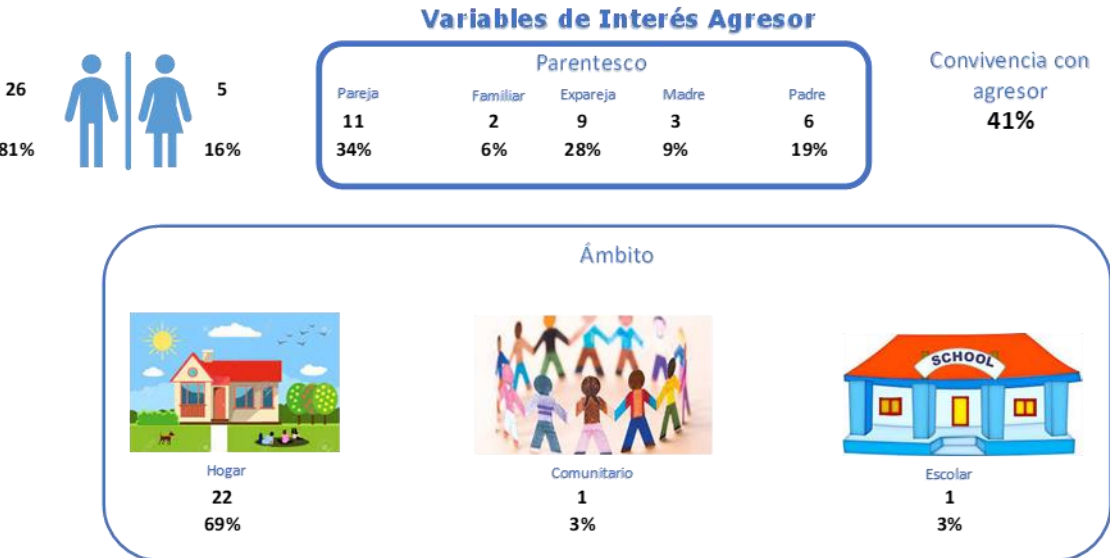 Variables de Interés Agresor
26
5
81%
16%
Parentesco
Pareja Familiar Expareja Madre Padre
11 2 9 3 6
34% 6% 28% 9% 19%
Convivencia con
agresor
41%
Ámbito
SCHOOL
Hogar Comunitario Escolar
22 1 1
69% 3% 3%